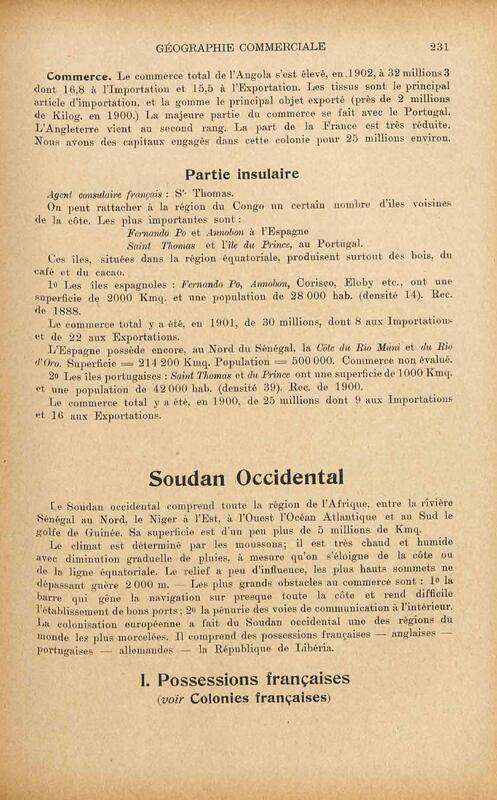 GÉOGRAPHIE COMMERCIALE 231
Commerce. Le commerce total de l'Angola s'est élevé, en 1902, à 32 millions 3
dont 16,8 à l'Importation et 15,5 à l'Exportation. Les tissus sont le principal
article d'importation, et la gomme le principal objet exporté (près de 2 millions
de Kilog. en 1900.) La majeure partie du commerce se fait avec le Portugal.
L'Angleterre vient au second rang. La part de la France est très réduite.
Nous avons des capitaux engagés dans cette colonie pour 25 millions environ.
Partie insulaire
Agent consulaire français : St- Thomas.
On peut rattacher à la région du Congo un certain nombre d'îles voisines
de la côte. Les plus importantes sont :
Fernando Po et Annobon à l'Espagne
Saint Thomas et l'île du Prince, au Portugal.
Ces îles, situées dans la région équatoriale, produisent surtout des bois, du
café et du cacao.
1o Les îles espagnoles : Fernando Po, Annobon, Corisco, Eloby etc., ont une
superficie de 2000 Kmq. et une population de 28 000 hab. (densité 14). Rec.
de 1888.
Le commerce total y a été, en 1901, de 30 millions, dont 8 aux Importations
et de 22 aux Exportations.
L'Espagne possède encore, au Nord du Sénégal, la Côte du Rio Muni et du Rio
d'Oro. Superficie = 214 200 Kmq. Population = 500 000. Commerce non évalué.
2o Les îles portugaises : Saint Thomas et du Prince ont une superficie de 1000 Kmq.
et une population de 42 000 hab. (densité 39). Rec. de 1900.
Le commerce total y a été, en 1900, de 25 millions dont 9 aux Importations
et 16 aux Exportations.
Soudan Occidental
Le Soudan occidental comprend toute la région de l'Afrique, entre la rivière
Sénégal au Nord, le Niger à l'Est, à l'Ouest l'Océan Atlantique et au Sud le
golfe de Guinée. Sa superficie est d'un peu plus de 5 millions de Kmq.
Le climat est déterminé par les moussons; il est très chaud et humide
avec diminution graduelle de pluies, à mesure qu'on s'éloigne de la côte ou
de la ligne équatoriale. Le relief a peu d'influence, les plus hauts sommets ne
dépassant guère 2 000 m. — Les plus grands obstacles au commerce sont : 1o la
barre qui gêne la navigation sur presque toute la côte et rend difficile
l'établissement de bons ports; 2o la pénurie des voies de communication à l'intérieur.
La colonisation européenne a fait du Soudan occidental une des régions du
monde les plus morcelées. Il comprend des possessions françaises — anglaises —
portugaises — allemandes — la République de Libéria.
I. Possessions françaises
(voir Colonies françaises)